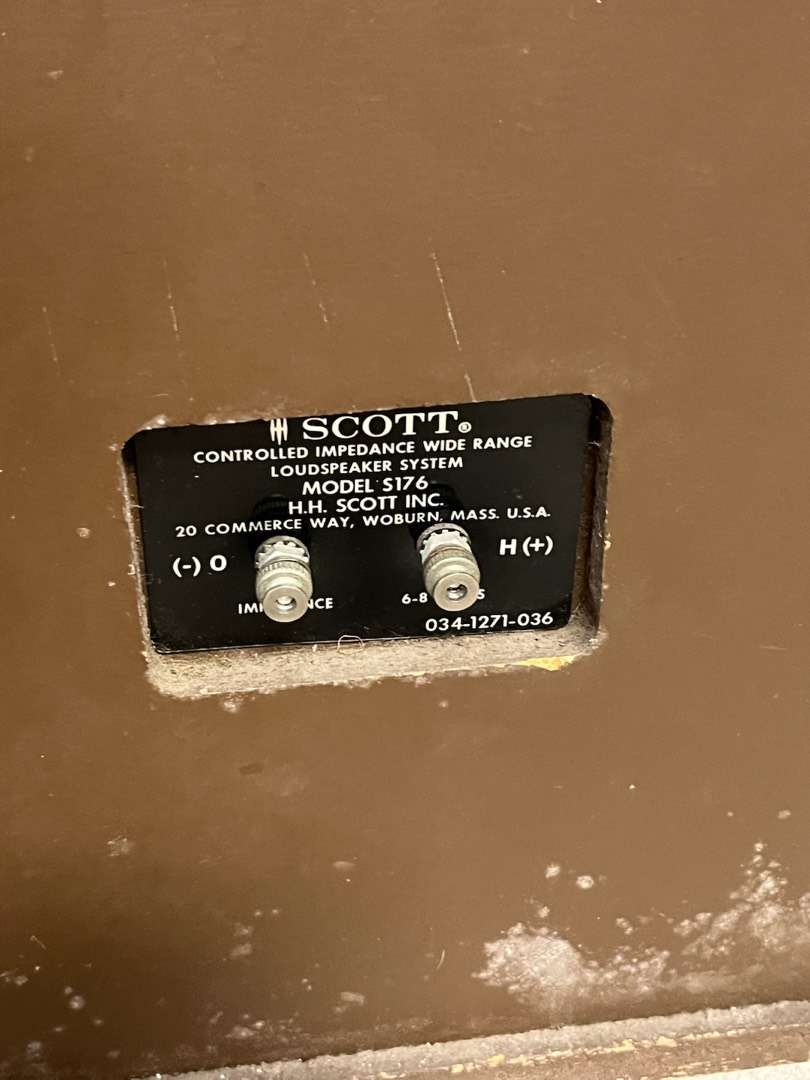 SCOTT®
CONTROLLED IMPEDANCE WIDE RANGE
LOUDSPEAKER SYSTEM
MODEL S176
H.H. SCOTT INC.
20 COMMERCE WAY, WOBURN, MASS. U.S.A.
(-) O H (+)
6-8
034-1271-036